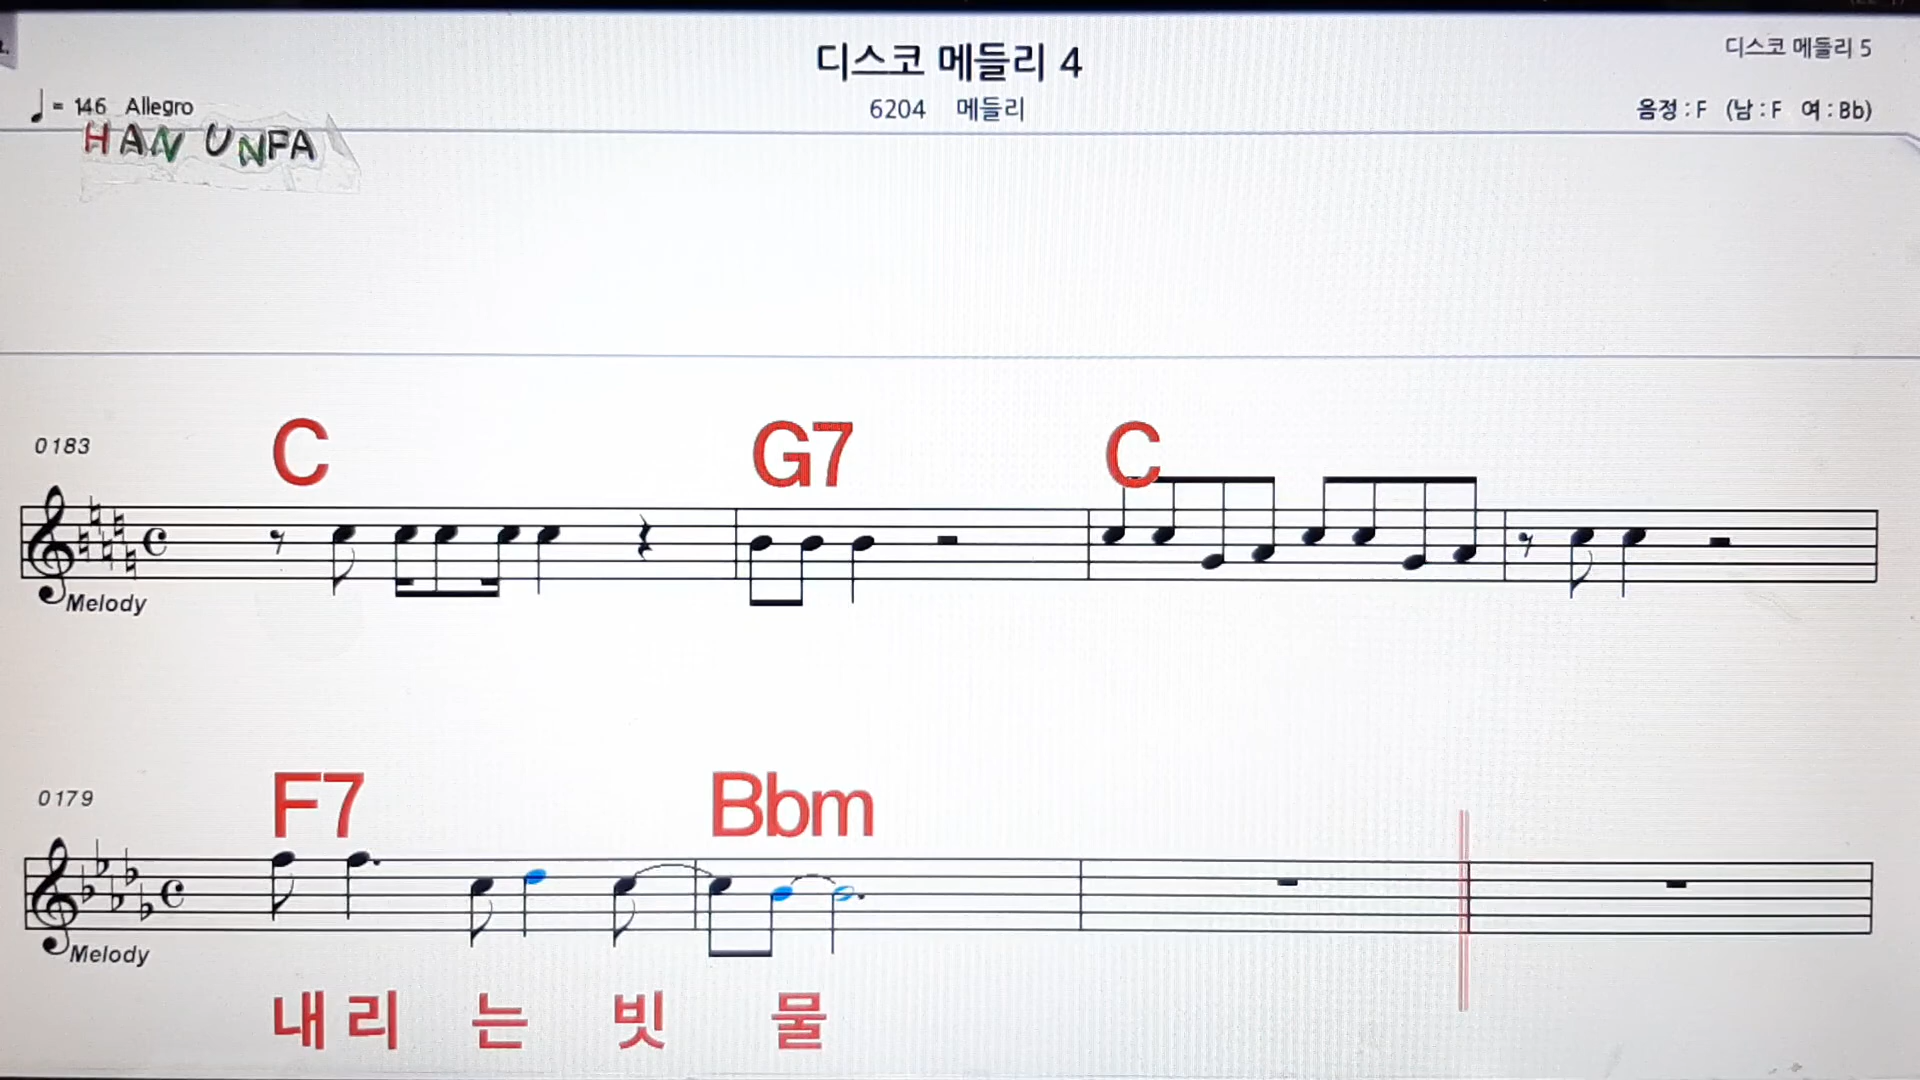 디스코 메들리 4
디스코 메들리 5
= 146 Allegro
6204 메들리
음정 : F (남 : F 여 : Bb)
HAN UNFA
0183
C G7 C
Melody
0179
F7 Bbm
Melody
내 리 는 빗 물